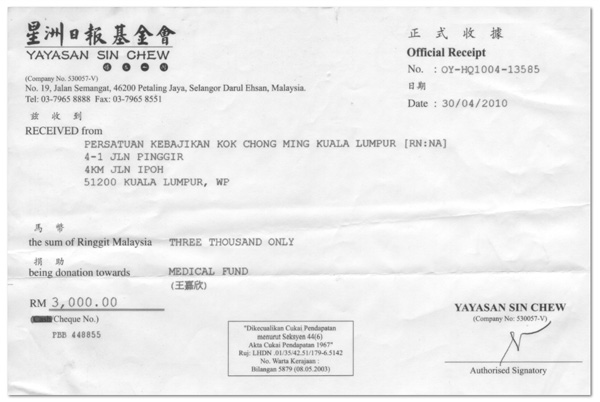 星洲日报基金會
YAYASAN SIN CHEW
(Company No. 530057-V)
No. 19, Jalan Semangat, 46200 Petaling Jaya, Selangor Darul Ehsan, Malaysia.
Tel: 03-7965 8888 Fax: 03-7965 8551
正式收據
Official Receipt
No. : OY-HQ1004-13585
日期
Date : 30/04/2010
茲收到
RECEIVED from
PERSATUAN KEBAJIKAN KOK CHONG MING KUALA LUMPUR [RN:NA]
4-1 JLN PINGGIR
4KM JLN IPOH
51200 KUALA LUMPUR, WP
馬幣
the sum of Ringgit Malaysia THREE THOUSAND ONLY
捐助
being donation towards MEDICAL FUND
(王嘉欣)
RM 3,000.00
Cheque No.)
PBB 448855
"Dikecualikan Cukai Pendapatan
menurut Seksyen 44(6)
Akta Cukai Pendapatan 1967"
Ruj: LHDN .01/35/42.51/179-6.5142
No. Warta Kerajaan :
Bilangan 5879 (08.05.2003)
YAYASAN SIN CHEW
(Company No: 530057-V)
Authorised Signatory